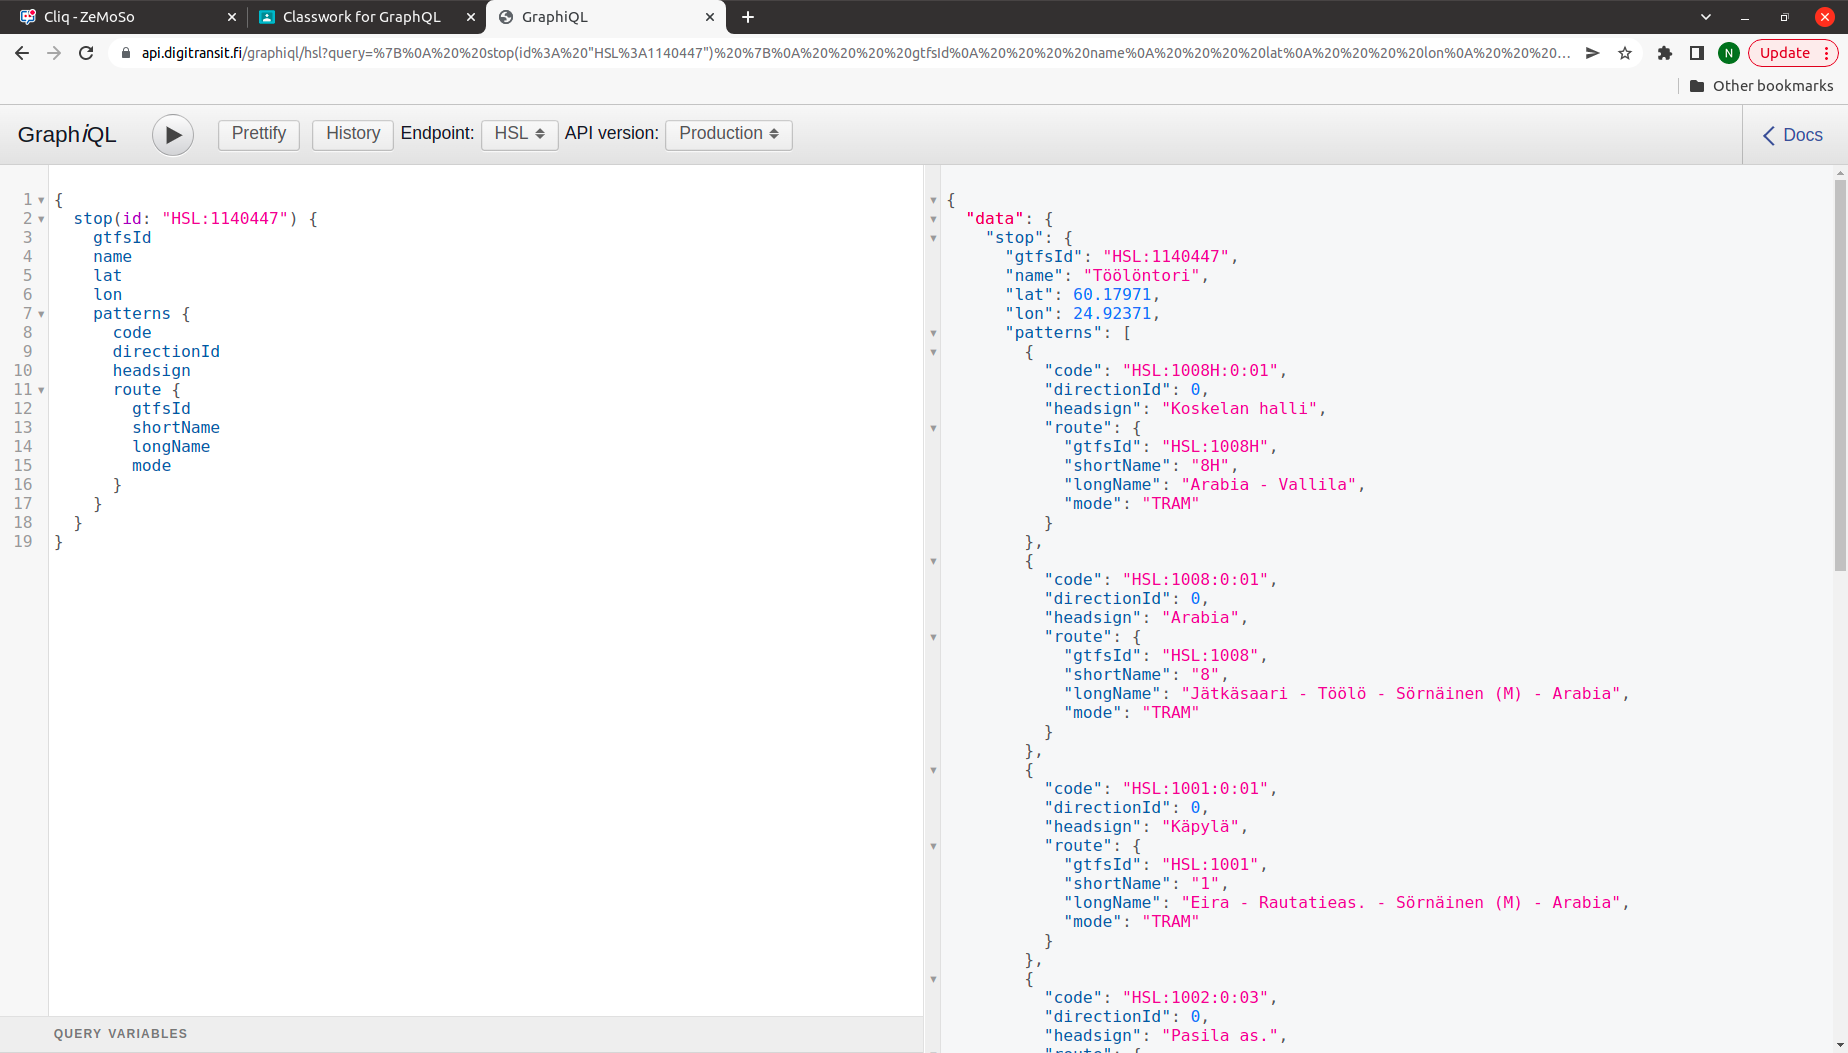 Cliq - ZeMoSo
Classwork for GraphQL
GraphiQL
api.digitransit.fi/graphiql/hsl?query=%7B%0A%20%20stop(id%3A%20"HSL%3A1140447")%20%7B%0A%20%20%20%20gtfsId%0A%20%20%20%20name%0A%20%20%20%20lat%0A%20%20%20%20lon%0A%20%20%20%20...
N
Update
Other bookmarks
GraphiQL
Prettify
History
Endpoint:
HSL
API version:
Production
Docs
1 {
2 stop(id: "HSL:1140447") {
3 gtfsId
4 name
5 lat
6 lon
7 patterns {
8 code
9 directionId
10 headsign
11 route {
12 gtfsId
13 shortName
14 longName
15 mode
16 }
17 }
18 }
19 }
QUERY VARIABLES
{
"data": {
"stop": {
"gtfsId": "HSL:1140447",
"name": "Töölöntori",
"lat": 60.17971,
"lon": 24.92371,
"patterns": [
{
"code": "HSL:1008H:0:01",
"directionId": 0,
"headsign": "Koskelan halli",
"route": {
"gtfsId": "HSL:1008H",
"shortName": "8H",
"longName": "Arabia - Vallila",
"mode": "TRAM"
}
},
{
"code": "HSL:1008:0:01",
"directionId": 0,
"headsign": "Arabia",
"route": {
"gtfsId": "HSL:1008",
"shortName": "8",
"longName": "Jätkäsaari - Töölö - Sörnäinen (M) - Arabia",
"mode": "TRAM"
}
},
{
"code": "HSL:1001:0:01",
"directionId": 0,
"headsign": "Käpylä",
"route": {
"gtfsId": "HSL:1001",
"shortName": "1",
"longName": "Eira - Rautatieas. - Sörnäinen (M) - Arabia",
"mode": "TRAM"
}
},
{
"code": "HSL:1002:0:03",
"directionId": 0,
"headsign": "Pasila as.",
"route": {